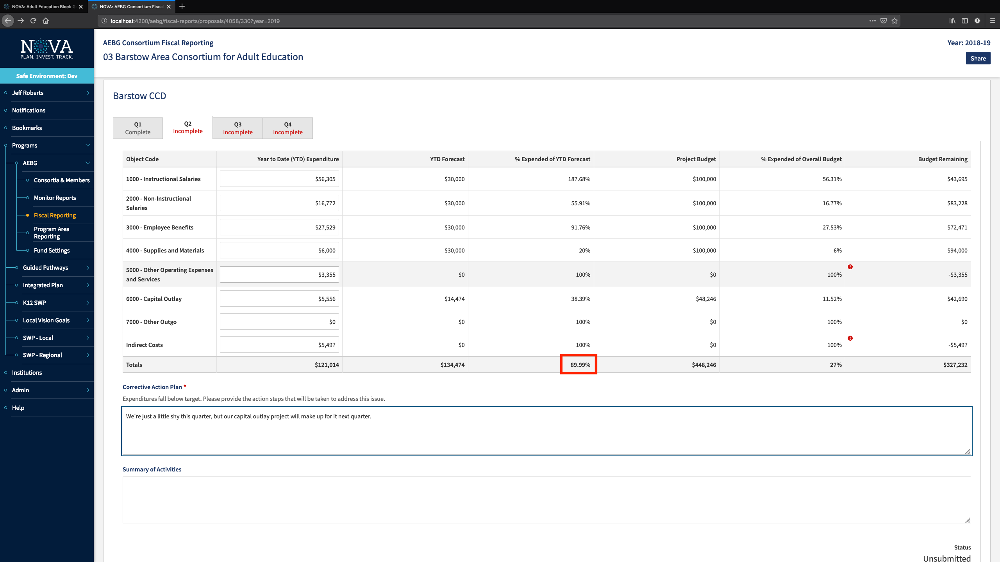 NOVA: Adult Education Block G
NOVA: AEBG Consortium Fiscal
localhost:4200/aebg/fiscal-reports/proposals/4058/330?year=2019
NOVA
PLAN. INVEST. TRACK.
Safe Environment: Dev
Jeff Roberts
Notifications
Bookmarks
Programs
AEBG
Consortia & Members
Monitor Reports
Fiscal Reporting
Program Area
Reporting
Fund Settings
Guided Pathways
Integrated Plan
K12 SWP
Local Vision Goals
SWP - Local
SWP - Regional
Institutions
Admin
Help
AEBG Consortium Fiscal Reporting
Year: 2018-19
03 Barstow Area Consortium for Adult Education
Share
Barstow CCD
Q1 Q2 Q3 Q4
Complete Incomplete Incomplete Incomplete
Object Code Year to Date (YTD) Expenditure YTD Forecast % Expended of YTD Forecast Project Budget % Expended of Overall Budget Budget Remaining
1000 - Instructional Salaries $56,305 $30,000 187.68% $100,000 56.31% $43,695
2000 - Non-Instructional
Salaries $16,772 $30,000 55.91% $100,000 16.77% $83,228
3000 - Employee Benefits $27,529 $30,000 91.76% $100,000 27.53% $72,471
4000 - Supplies and Materials $6,000 $30,000 20% $100,000 6% $94,000
5000 - Other Operating Expenses
and Services $3,355 $0 100% $0 100% -$3,355
6000 - Capital Outlay $5,556 $14,474 38.39% $48,246 11.52% $42,690
7000 - Other Outgo $0 $0 100% $0 100% $0
Indirect Costs $5,497 $0 100% $0 100% -$5,497
Totals $121,014 $134,474 89.99% $448,246 27% $327,232
Corrective Action Plan *
Expenditures fall below target. Please provide the action steps that will be taken to address this issue.
We're just a little shy this quarter, but our capital outlay project will make up for it next quarter.
Summary of Activities
Status
Unsubmitted